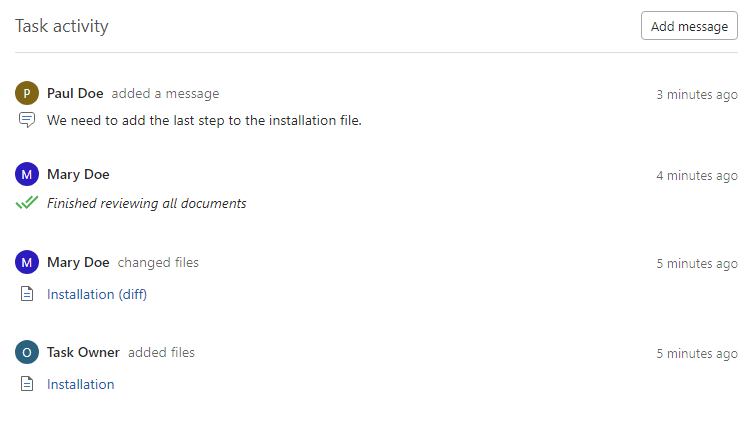 Task activity Add message
P Paul Doe added a message 3 minutes ago
We need to add the last step to the installation file.
M Mary Doe 4 minutes ago
Finished reviewing all documents
M Mary Doe changed files 5 minutes ago
Installation (diff)
O Task Owner added files 5 minutes ago
Installation